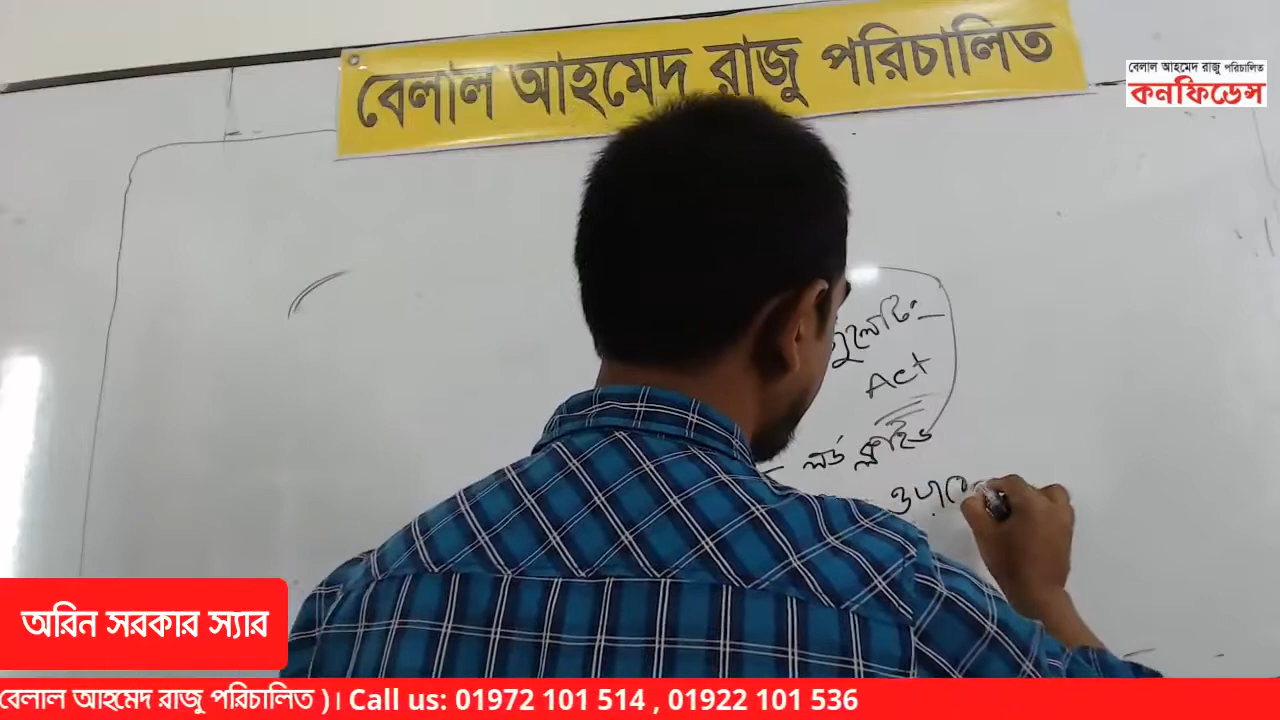 বেলাল আহমেদ রাজু পরিচালিত
বেলাল আহমেদ রাজু পরিচালিত
কনফিডেন্স
Act
লর্ড ক্লাইভ
অরিন সরকার স্যার
বেলাল আহমেদ রাজু পরিচালিত )। Call us: 01972 101 514 , 01922 101 536